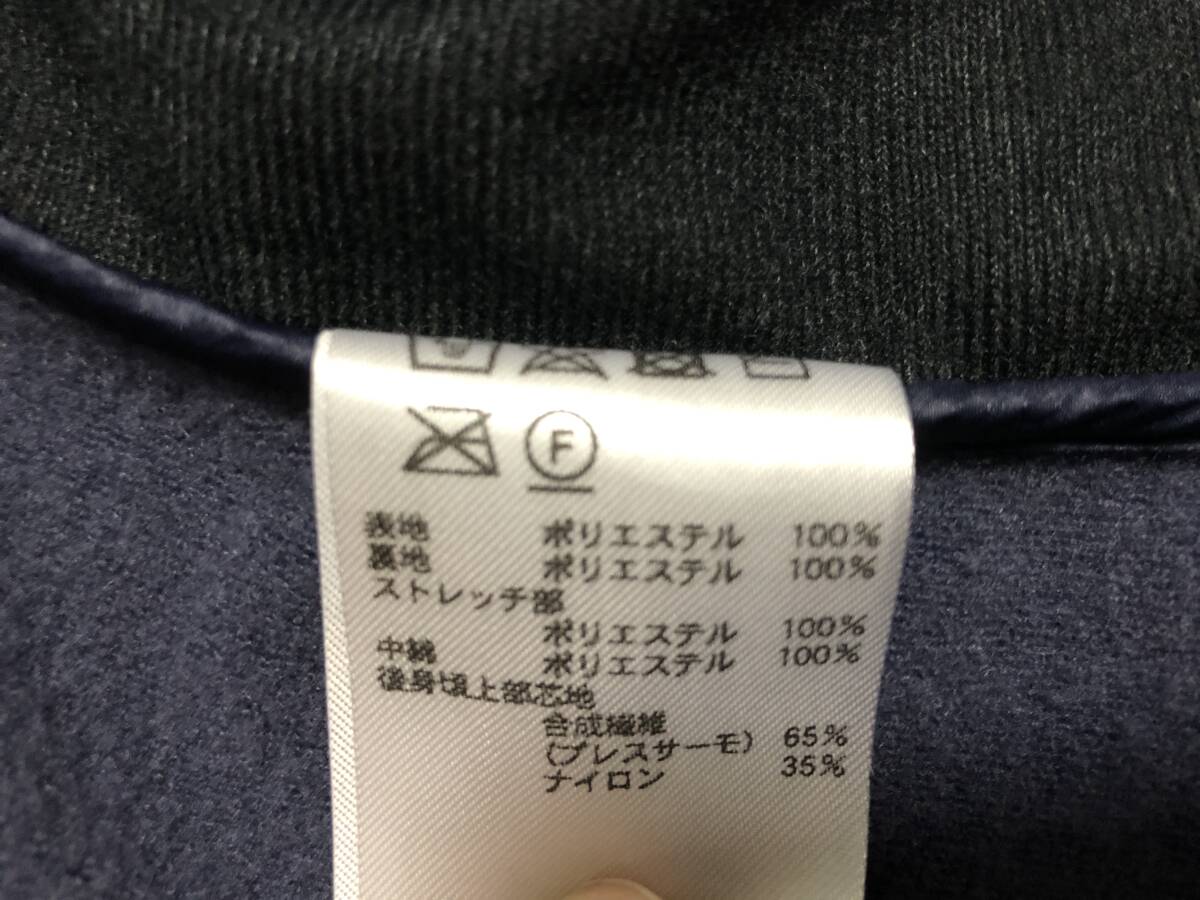 F
表地 ポリエステル 100%
裏地 ポリエステル 100%
ストレッチ部
ポリエステル 100%
中綿 ポリエステル 100%
後身頃上部芯地
合成繊維
(ブレスサーモ) 65%
ナイロン 35%